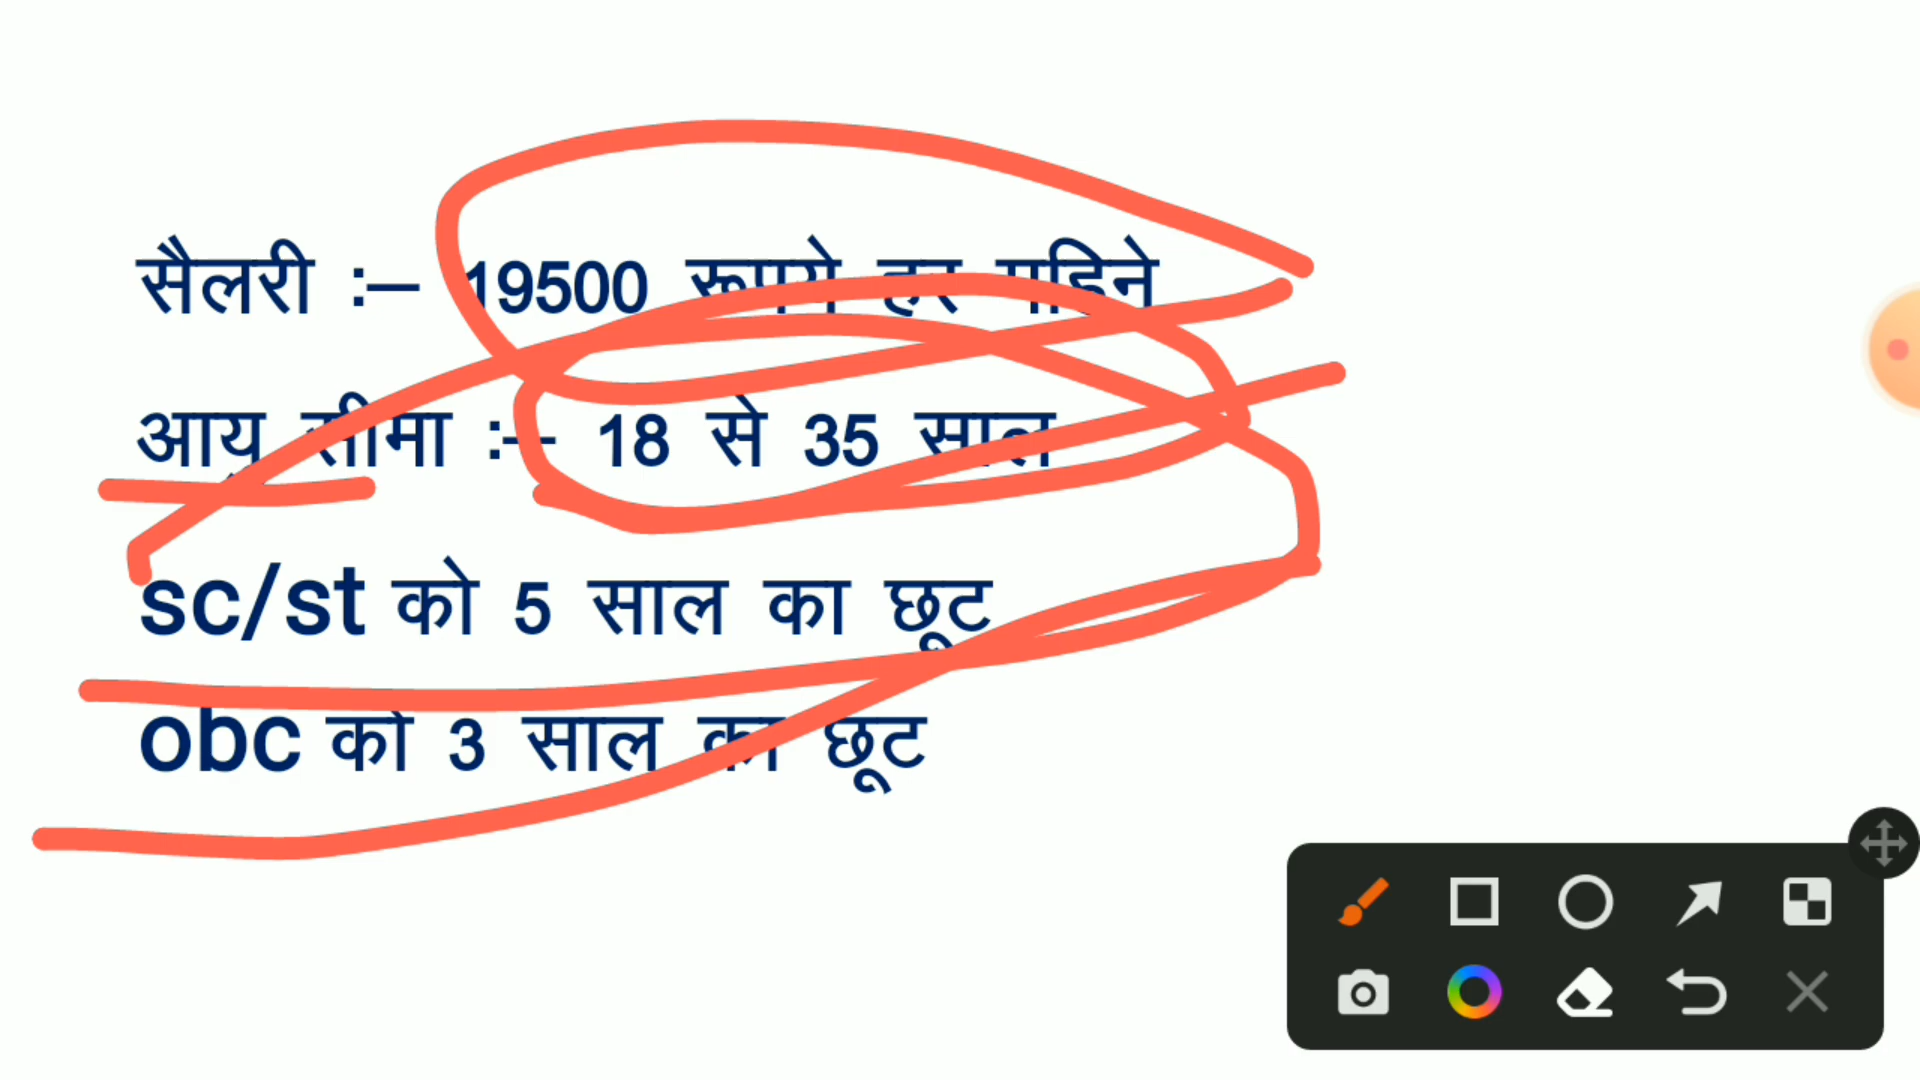 सैलरी :– 19500 रूपये हर महिने
आयु सीमा :– 18 से 35 साल
sc/st को 5 साल का छूट
obc को 3 साल का छूट